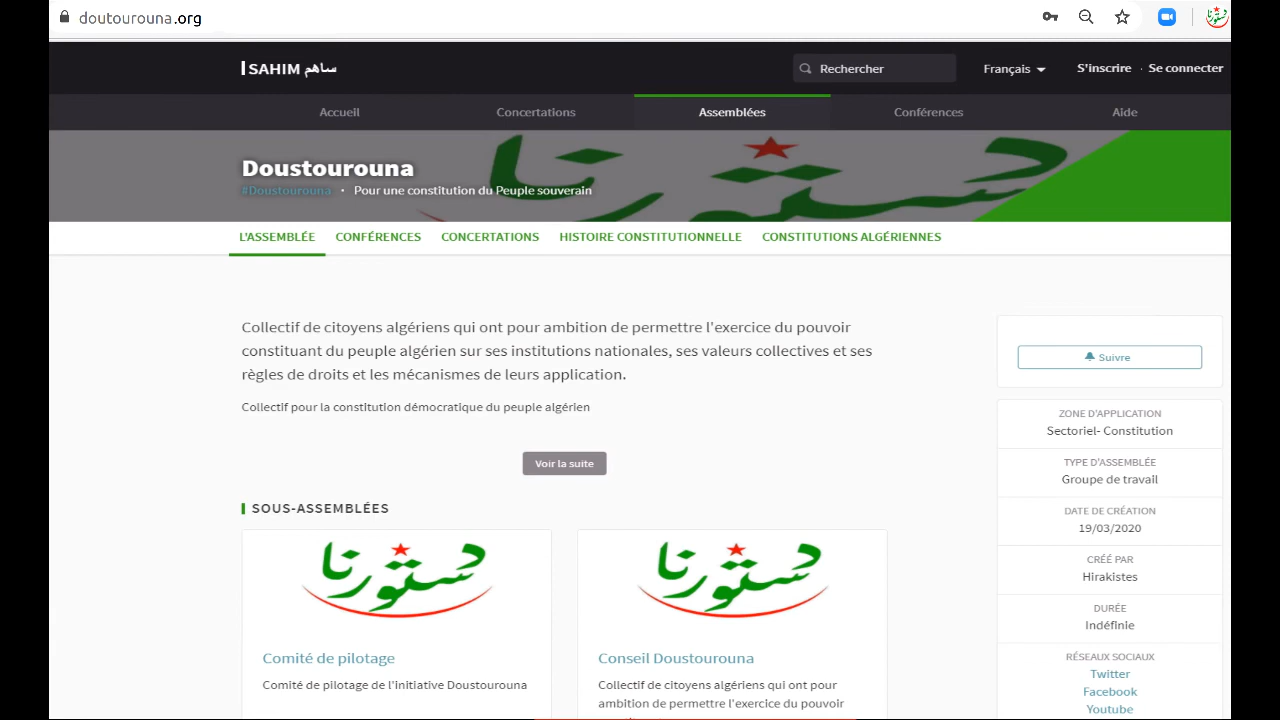 doutourouna.org
SAHIM ساهم
Rechercher
Français
S'inscrire · Se connecter
Accueil
Concertations
Assemblées
Conférences
Aide
دستورنا
Doustourouna
#Doustourouna • Pour une constitution du Peuple souverain
L'ASSEMBLÉE
CONFÉRENCES
CONCERTATIONS
HISTOIRE CONSTITUTIONNELLE
CONSTITUTIONS ALGÉRIENNES
Collectif de citoyens algériens qui ont pour ambition de permettre l'exercice du pouvoir
constituant du peuple algérien sur ses institutions nationales, ses valeurs collectives et ses
règles de droits et les mécanismes de leurs application.
Collectif pour la constitution démocratique du peuple algérien
Voir la suite
SOUS-ASSEMBLÉES
دستورنا
Comité de pilotage
Comité de pilotage de l'initiative Doustourouna
دستورنا
Conseil Doustourouna
Collectif de citoyens algériens qui ont pour
ambition de permettre l'exercice du pouvoir
Suivre
ZONE D'APPLICATION
Sectoriel- Constitution
TYPE D'ASSEMBLÉE
Groupe de travail
DATE DE CRÉATION
19/03/2020
CRÉÉ PAR
Hirakistes
DURÉE
Indéfinie
RÉSEAUX SOCIAUX
Twitter
Facebook
Youtube